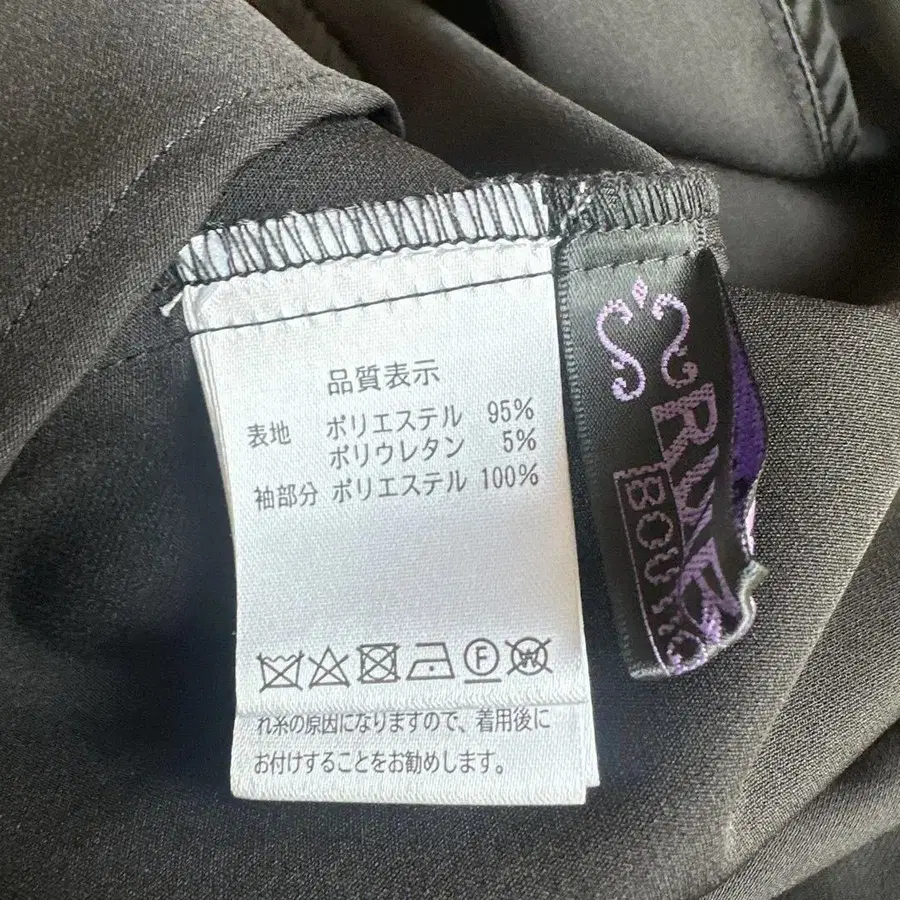 品質表示
表地 ポリエステル 95%
ポリウレタン 5%
袖部分 ポリエステル 100%
F
W
れ糸の原因になりますので、着用後に
お付けすることをお勧めします。